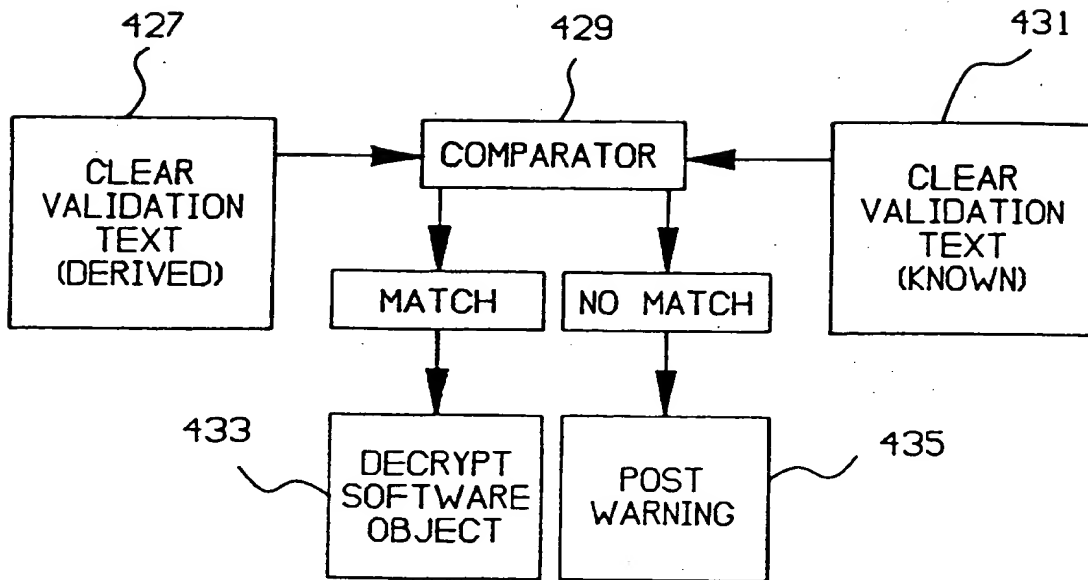 427
429
431
CLEAR
VALIDATION
TEXT
(DERIVED)
COMPARATOR
CLEAR
VALIDATION
TEXT
(KNOWN)
MATCH
NO MATCH
433
DECRYPT
SOFTWARE
OBJECT
POST
WARNING
435